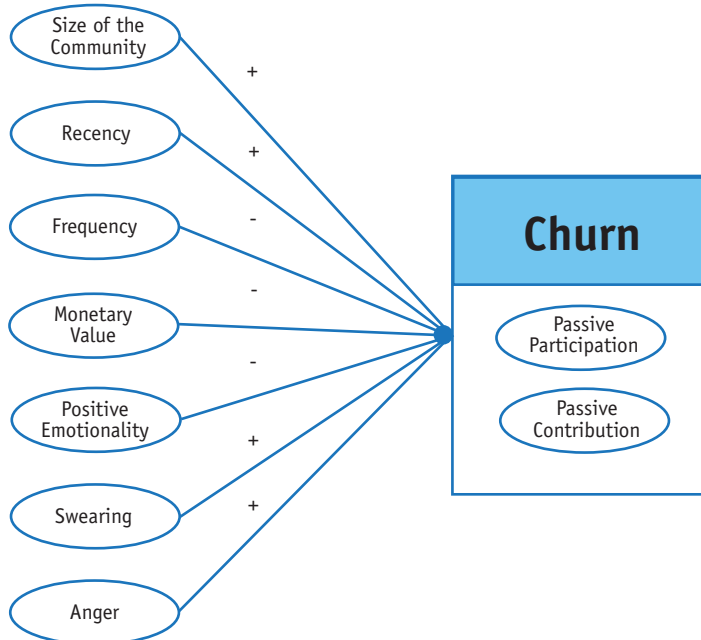 Size of the
Community
+
Recency
+
Frequency
-
Monetary
Value
-
Positive
Emotionality
-
Swearing
+
Anger
+
Churn
Passive
Participation
Passive
Contribution